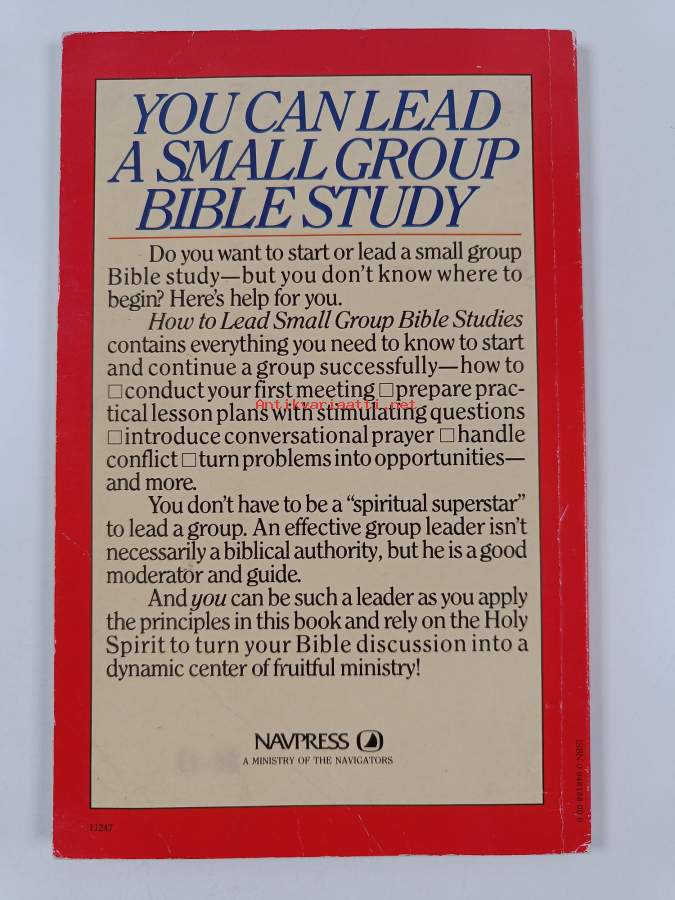 YOU CAN LEAD
A SMALL GROUP
BIBLE STUDY
Do you want to start or lead a small group
Bible study—but you don't know where to
begin? Here's help for you.
How to Lead Small Group Bible Studies
contains everything you need to know to start
and continue a group successfully—how to
□ conduct your first meeting □ prepare prac-
tical lesson plans with stimulating questions
Antikvariaatti.net
□ introduce conversational prayer □ handle
conflict □ turn problems into opportunities—
and more.
You don't have to be a “spiritual superstar”
to lead a group. An effective group leader isn't
necessarily a biblical authority, but he is a good
moderator and guide.
And you can be such a leader as you apply
the principles in this book and rely on the Holy
Spirit to turn your Bible discussion into a
dynamic center of fruitful ministry!
NAVPRESS
A MINISTRY OF THE NAVIGATORS
11247
ISBN